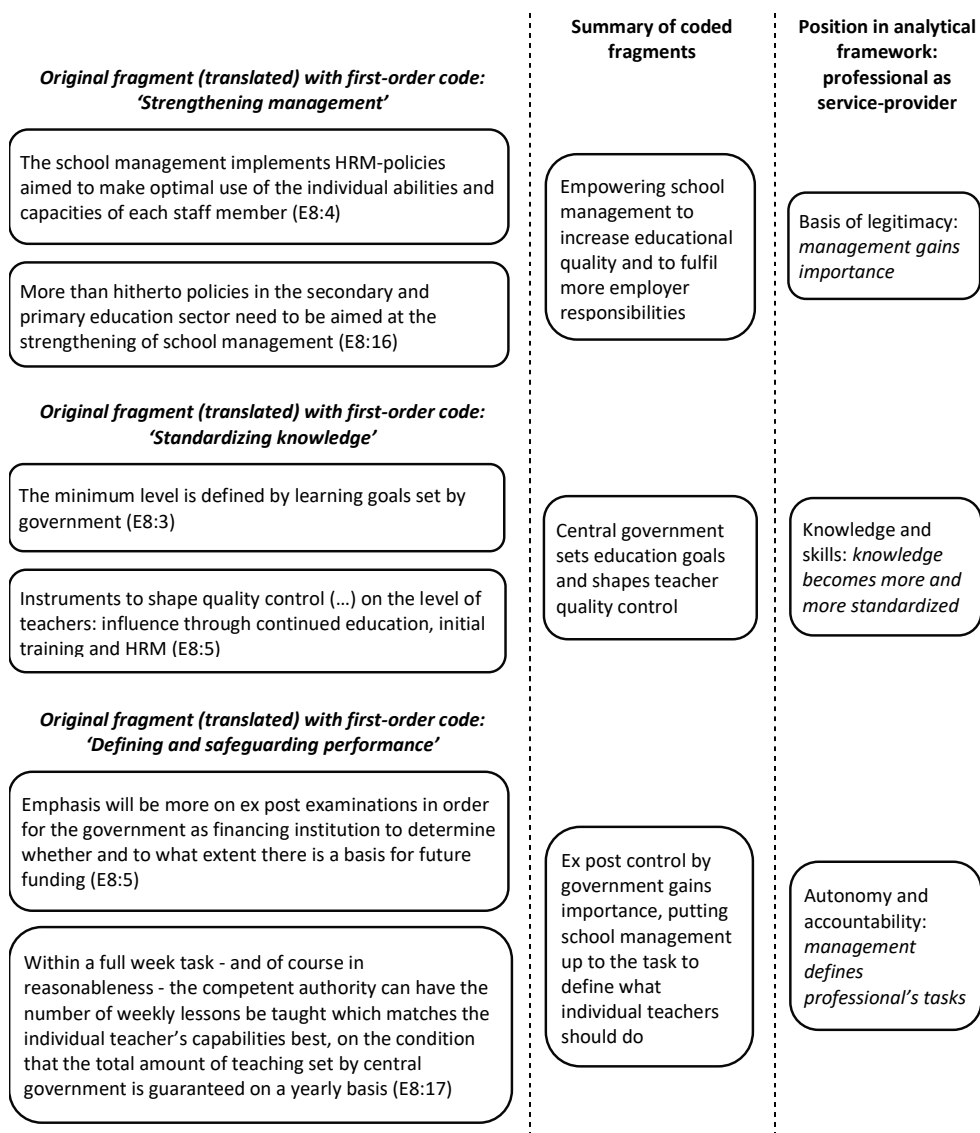 Summary of coded
fragments
Position in analytical
framework:
professional as
service-provider
Original fragment (translated) with first-order code:
‘Strengthening management’
The school management implements HRM-policies
aimed to make optimal use of the individual abilities and
capacities of each staff member (E8:4)
More than hitherto policies in the secondary and
primary education sector need to be aimed at the
strengthening of school management (E8:16)
Empowering school
management to
increase educational
quality and to fulfil
more employer
responsibilities
Basis of legitimacy:
management gains
importance
Original fragment (translated) with first-order code:
‘Standardizing knowledge’
The minimum level is defined by learning goals set by
government (E8:3)
Instruments to shape quality control (...) on the level of
teachers: influence through continued education, initial
training and HRM (E8:5)
Central government
sets education goals
and shapes teacher
quality control
Knowledge and
skills: knowledge
becomes more and
more standardized
Original fragment (translated) with first-order code:
‘Defining and safeguarding performance’
Emphasis will be more on ex post examinations in order
for the government as financing institution to determine
whether and to what extent there is a basis for future
funding (E8:5)
Within a full week task - and of course in
reasonableness - the competent authority can have the
number of weekly lessons be taught which matches the
individual teacher’s capabilities best, on the condition
that the total amount of teaching set by central
government is guaranteed on a yearly basis (E8:17)
Ex post control by
government gains
importance, putting
school management
up to the task to
define what
individual teachers
should do
Autonomy and
accountability:
management
defines
professional’s tasks